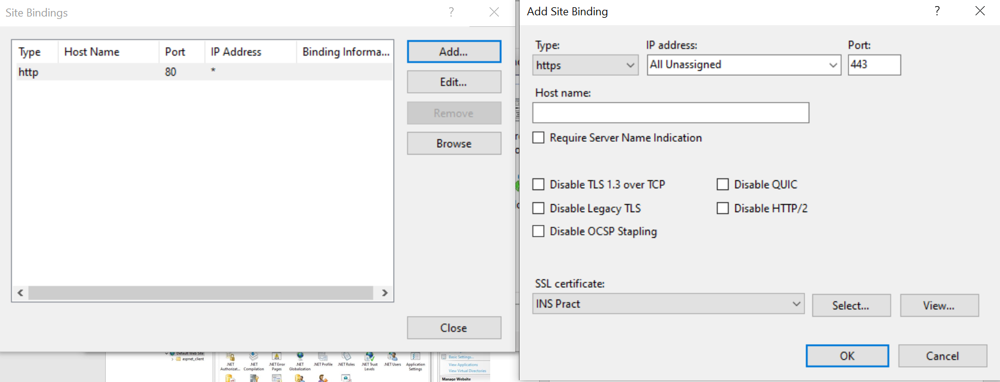 Site Bindings
?
Type Host Name Port IP Address Binding Informa...
http 80 *
Add...
Edit...
Remove
Browse
Close
Default Web Site
aspnet_client
.NET Authorizat...
.NET Compilation
.NET Error Pages
.NET Globalization
.NET Profile
.NET Roles
.NET Trust Levels
.NET Users
Application Settings
Basic Settings...
View Applications
View Virtual Directories
Manage Website
Add Site Binding
?
Type: IP address: Port:
https All Unassigned 443
Host name:
Require Server Name Indication
Disable TLS 1.3 over TCP Disable QUIC
Disable Legacy TLS Disable HTTP/2
Disable OCSP Stapling
SSL certificate:
INS Pract Select... View...
OK Cancel